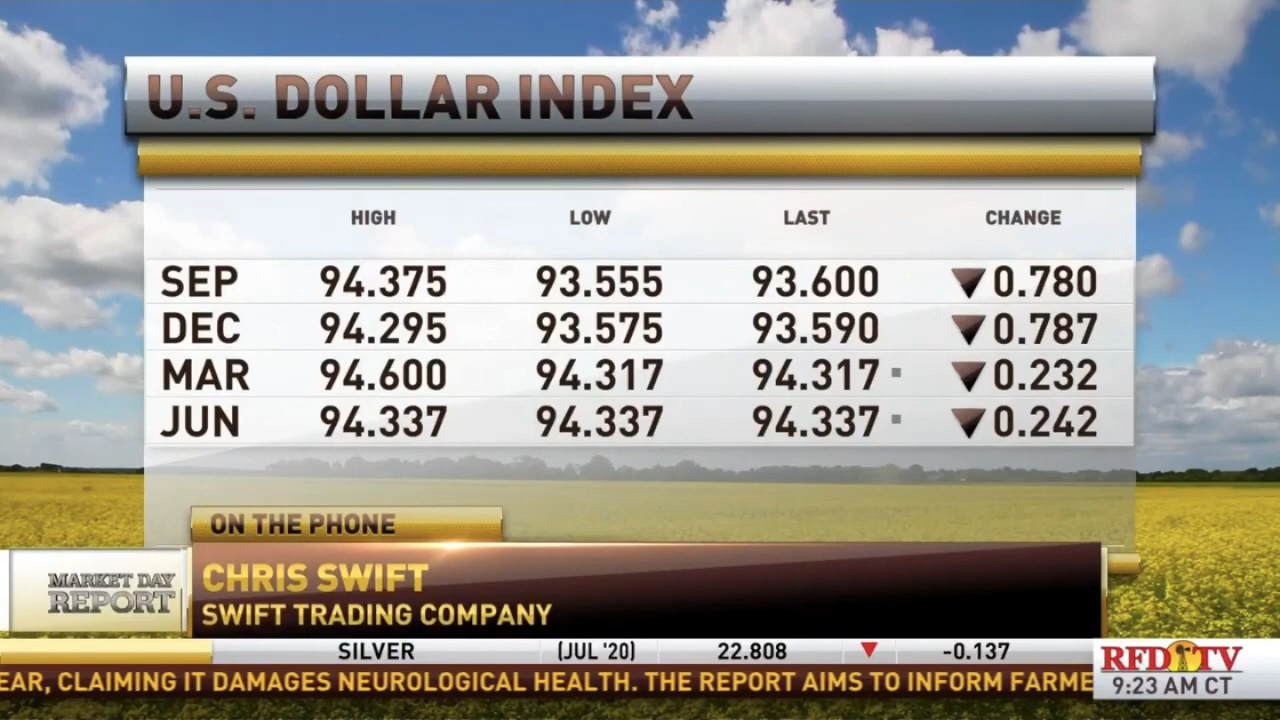 U.S. DOLLAR INDEX
HIGH LOW LAST CHANGE
SEP 94.375 93.555 93.600 ▼ 0.780
DEC 94.295 93.575 93.590 ▼ 0.787
MAR 94.600 94.317 94.317 ▪ ▼ 0.232
JUN 94.337 94.337 94.337 ▪ ▼ 0.242
ON THE PHONE
CHRIS SWIFT
SWIFT TRADING COMPANY
MARKET DAY
REPORT
SILVER (JUL '20) 22.808 ▼ -0.137
EAR, CLAIMING IT DAMAGES NEUROLOGICAL HEALTH. THE REPORT AIMS TO INFORM FARME
RFD TV
9:23 AM CT